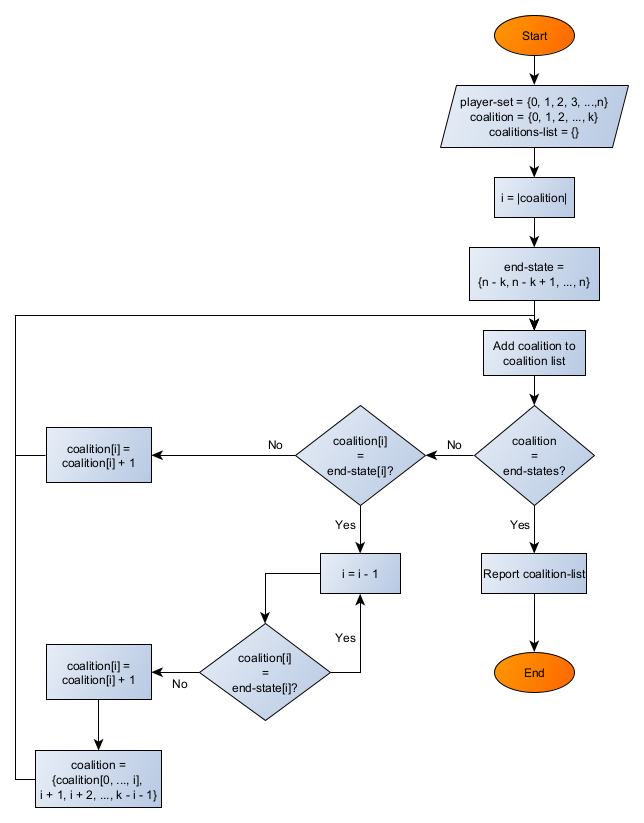 Start
player-set = {0, 1, 2, 3, ...,n}
coalition = {0, 1, 2, ..., k}
coalitions-list = {}
i = |coalition|
end-state =
{n - k, n - k + 1, ..., n}
Add coalition to
coalition list
coalition
=
end-states?
No
Yes
coalition[i]
=
end-state[i]?
No
Yes
coalition[i] =
coalition[i] + 1
i = i - 1
Report coalition-list
coalition[i]
=
end-state[i]?
Yes
No
coalition[i] =
coalition[i] + 1
End
coalition =
{coalition[0, ..., i],
i + 1, i + 2, ..., k - i - 1}